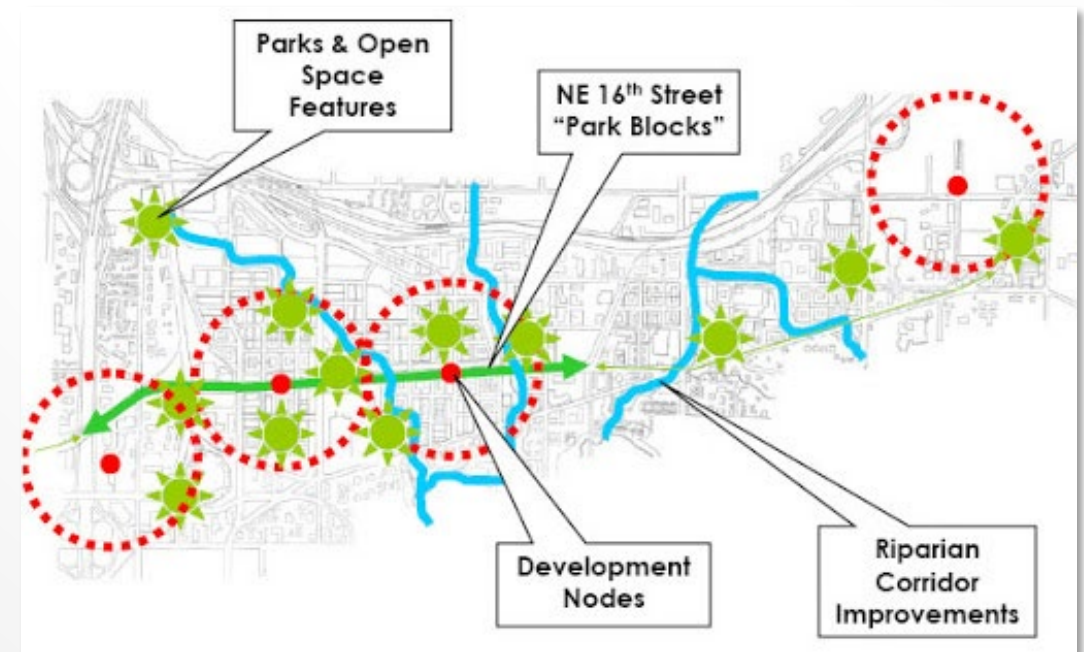 Parks & Open
Space
Features
NE 16th Street
“Park Blocks”
Development
Nodes
Riparian
Corridor
Improvements